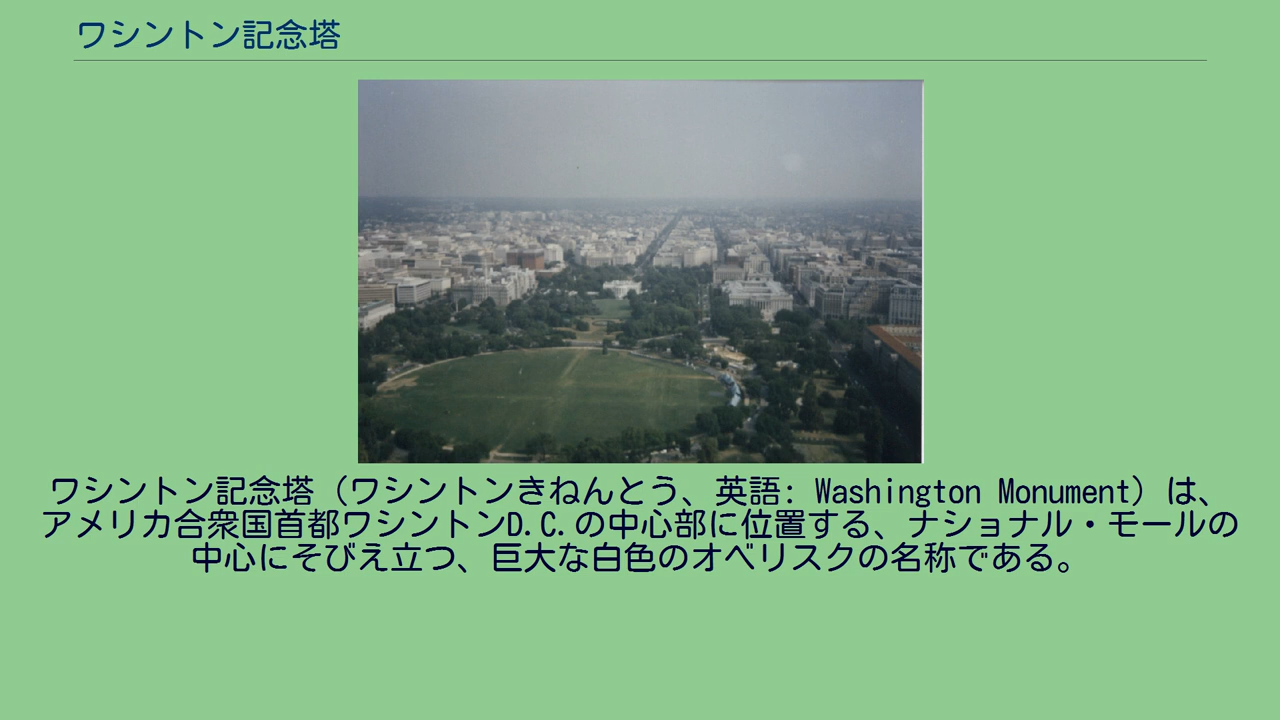 ワシントン記念塔
ワシントン記念塔（ワシントンきねんとう、英語: Washington Monument）は、
アメリカ合衆国首都ワシントンD.C.の中心部に位置する、ナショナル・モールの
中心にそびえ立つ、巨大な白色のオベリスクの名称である。